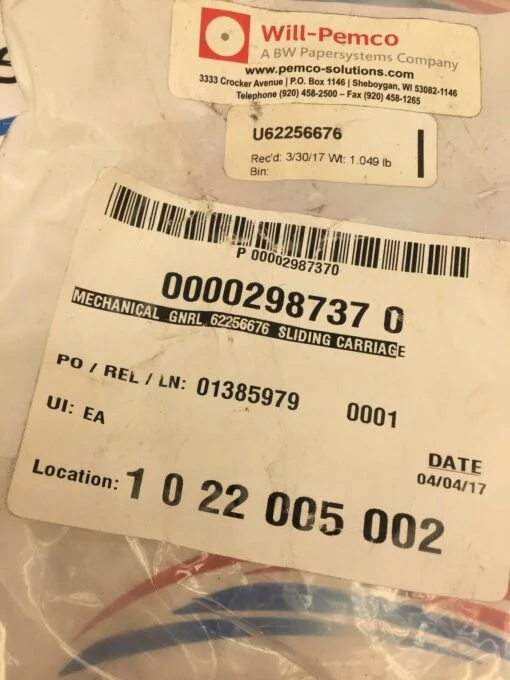 Will-Pemco
A BW Papersystems Company
www.pemco-solutions.com
3333 Crocker Avenue | P.O. Box 1146 | Sheboygan, WI 53082-1146
Telephone (920) 458-2500 – Fax (920) 458-1265
U62256676
Rec'd: 3/30/17 Wt: 1.049 lb
Bin:
P 00002987370
0000298737 0
MECHANICAL GNRL 62256676 SLIDING CARRIAGE
PO / REL / LN: 01385979 0001
UI: EA
DATE
04/04/17
Location: 1 0 22 005 002